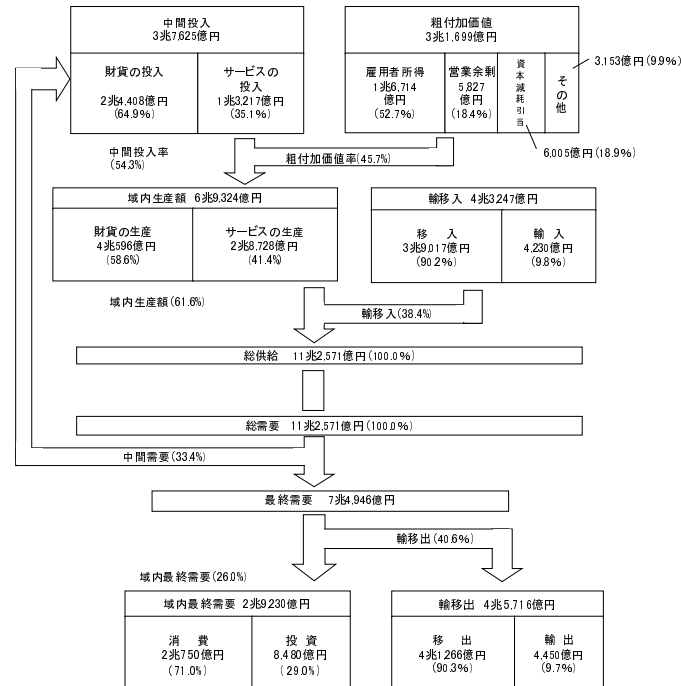 中間投入
3兆7,625億円
財貨の投入
2兆4,408億円
(64.9%)
サービスの
投入
1兆3,217億円
(35.1%)
粗付加価値
3兆1,699億円
雇用者所得
1兆6,714
億円
(52.7%)
営業余剰
5,827
億円
(18.4%)
資本減耗引当
その他
3,153億円(9.9%)
6,005億円(18.9%)
中間投入率
(54.3%)
粗付加価値率(45.7%)
域内生産額 6兆9,324億円
財貨の生産
4兆596億円
(58.6%)
サービスの生産
2兆8,728億円
(41.4%)
輸移入 4兆3247億円
移 入
3兆9,017億円
(90.2%)
輸 入
4,230億円
(9.8%)
域内生産額(61.6%)
輸移入(38.4%)
総供給 11兆2,571億円(100.0%)
総需要 11兆2,571億円(100.0%)
中間需要(33.4%)
最終需要 7兆4,946億円
輸移出(40.6%)
域内最終需要(26.0%)
域内最終需要 2兆9,230億円
消 費
2兆750億円
(71.0%)
投 資
8,480億円
(29.0%)
輸移出 4兆5,716億円
移 出
4兆1,266億円
(90.3%)
輸 出
4,450億円
(9.7%)